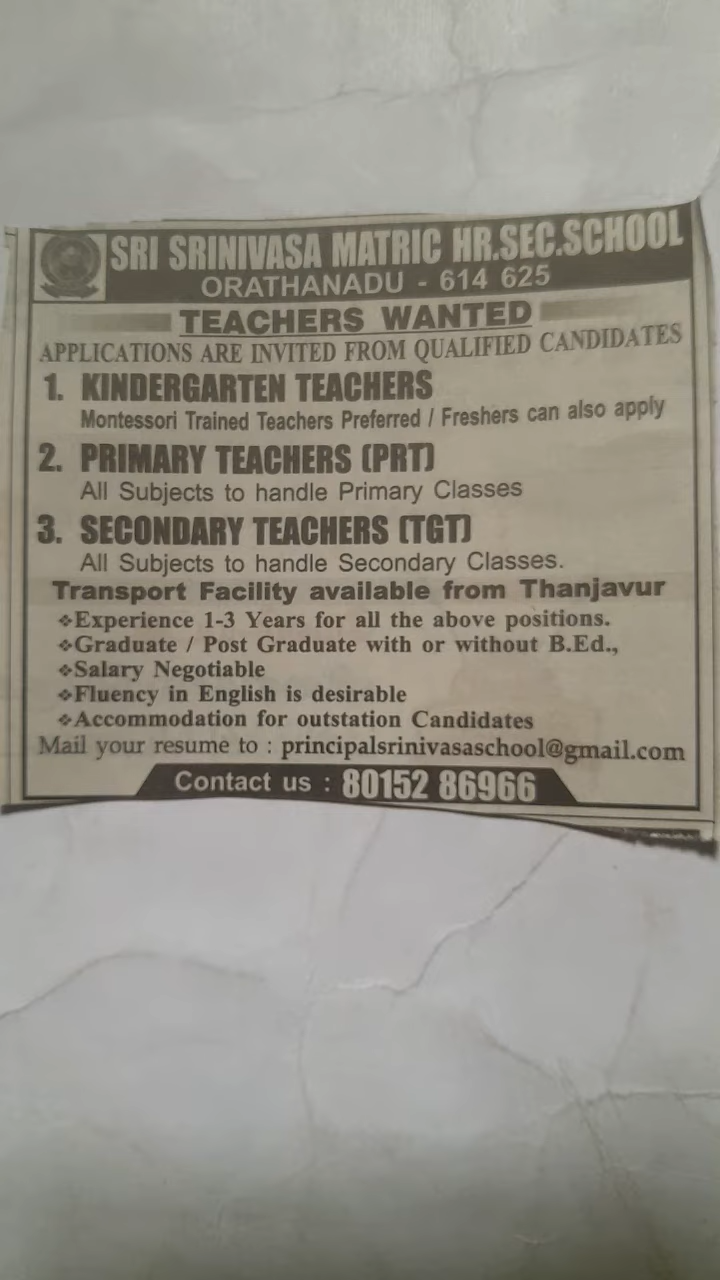 SRI SRINIVASA MATRIC HR.SEC.SCHOOL
ORATHANADU - 614 625
TEACHERS WANTED
APPLICATIONS ARE INVITED FROM QUALIFIED CANDIDATES
1. KINDERGARTEN TEACHERS
Montessori Trained Teachers Preferred / Freshers can also apply
2. PRIMARY TEACHERS (PRT)
All Subjects to handle Primary Classes
3. SECONDARY TEACHERS (TGT)
All Subjects to handle Secondary Classes.
Transport Facility available from Thanjavur
❖Experience 1-3 Years for all the above positions.
❖Graduate / Post Graduate with or without B.Ed.,
❖Salary Negotiable
❖Fluency in English is desirable
❖Accommodation for outstation Candidates
Mail your resume to : principalsrinivasaschool@gmail.com
Contact us : 80152 86966